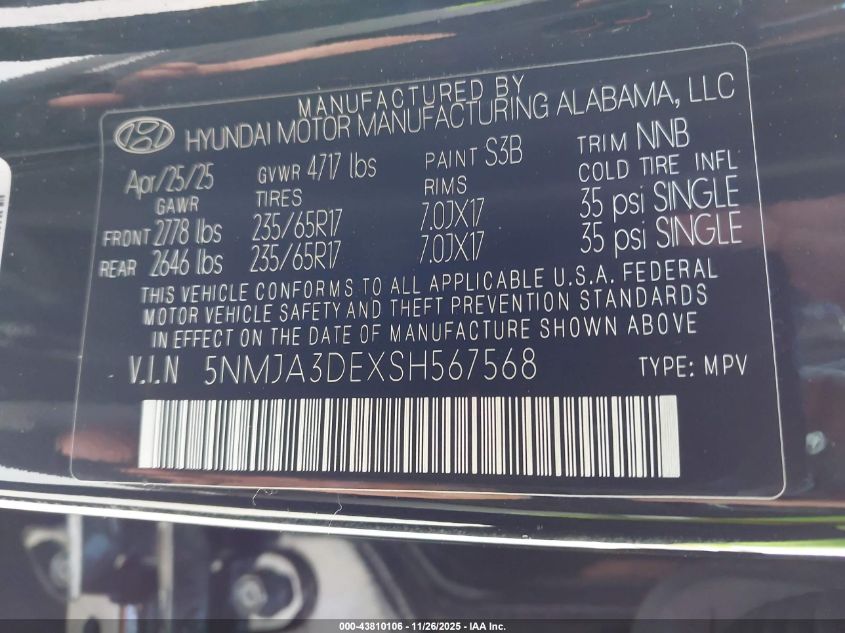 MANUFACTURED BY
HYUNDAI MOTOR MANUFACTURING ALABAMA, LLC
Apr/25/25 GVWR 4717 lbs PAINT S3B TRIM NNB
GAWR TIRES RIMS COLD TIRE INFL
FRONT 2778 lbs 235/65R17 7.0JX17 35 psi SINGLE
REAR 2646 lbs 235/65R17 7.0JX17 35 psi SINGLE
THIS VEHICLE CONFORMS TO ALL APPLICABLE U.S.A. FEDERAL
MOTOR VEHICLE SAFETY AND THEFT PREVENTION STANDARDS
IN EFFECT ON THE DATE OF MANUFACTURE SHOWN ABOVE
V.I.N 5NMJA3DEXSH567568 TYPE: MPV
000-43810106 - 11/26/2025 - IAA Inc.